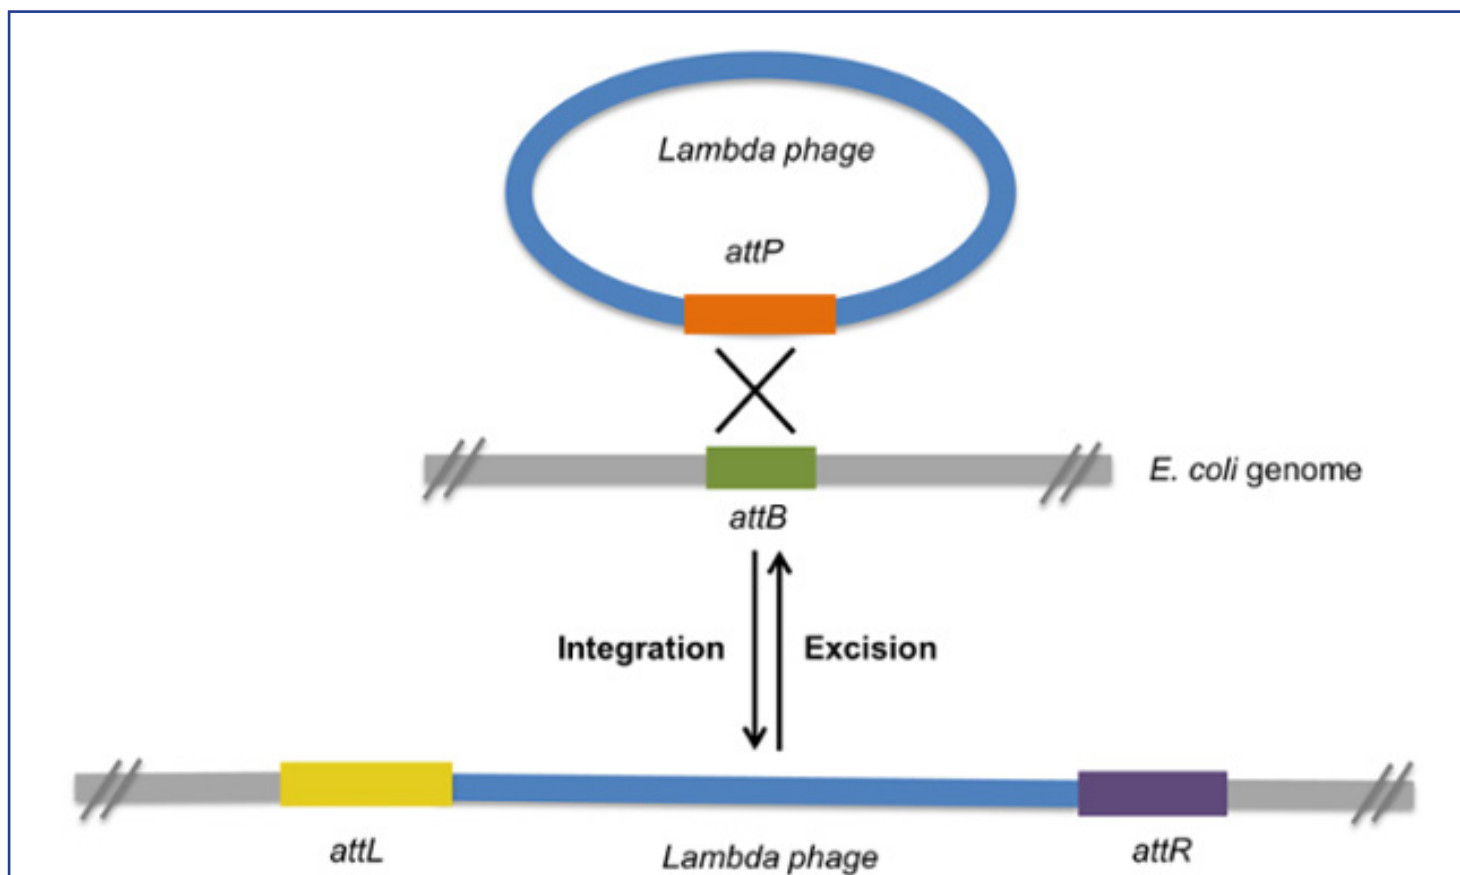 Lambda phage
attP
E. coli genome
attB
Integration
Excision
attL
Lambda phage
attR